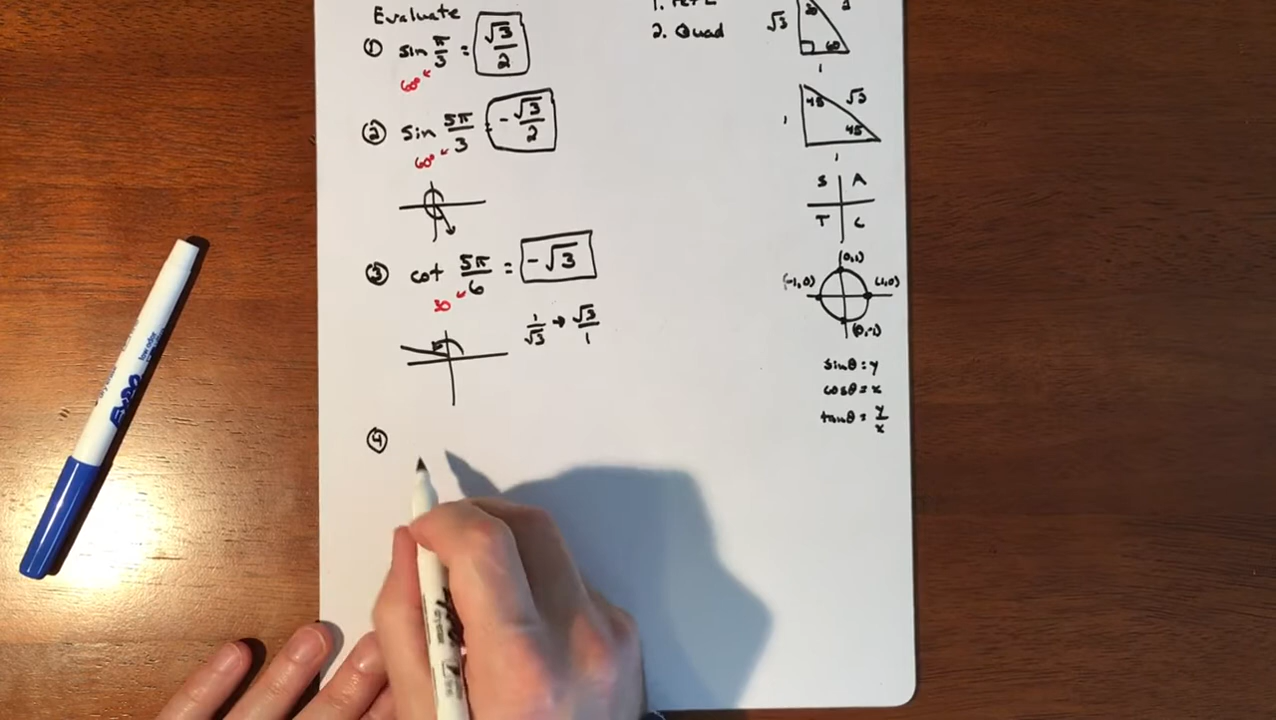 Evaluate
① sin π/3 = √3/2
60°
② sin 5π/3 = -√3/2
60°
③ cot 5π/6 = -√3
30
1/√3 → √3/1
④
2. Quad
√3 30 2
60
1
45 √3
1 45
1
S A
T C
(0,1)
(-1,0) (1,0)
(0,-1)
sinθ = y
cosθ = x
tanθ = y/x
EXPO